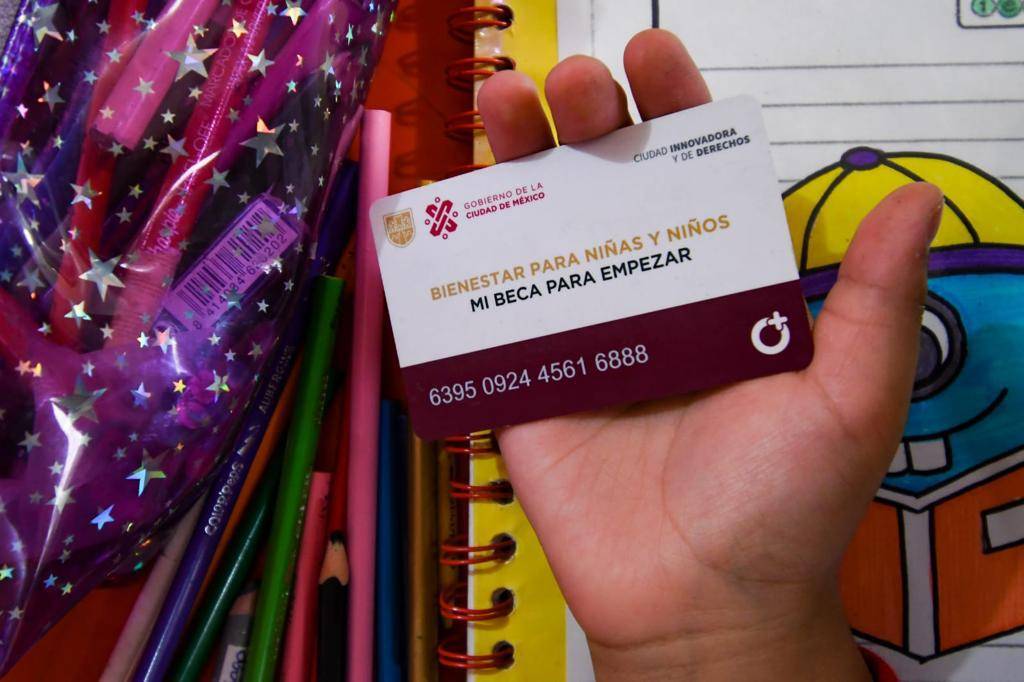 GOBIERNO DE LA
CIUDAD DE MÉXICO
CIUDAD INNOVADORA
Y DE DERECHOS
BIENESTAR PARA NIÑAS Y NIÑOS
MI BECA PARA EMPEZAR
6395 0924 4561 6888